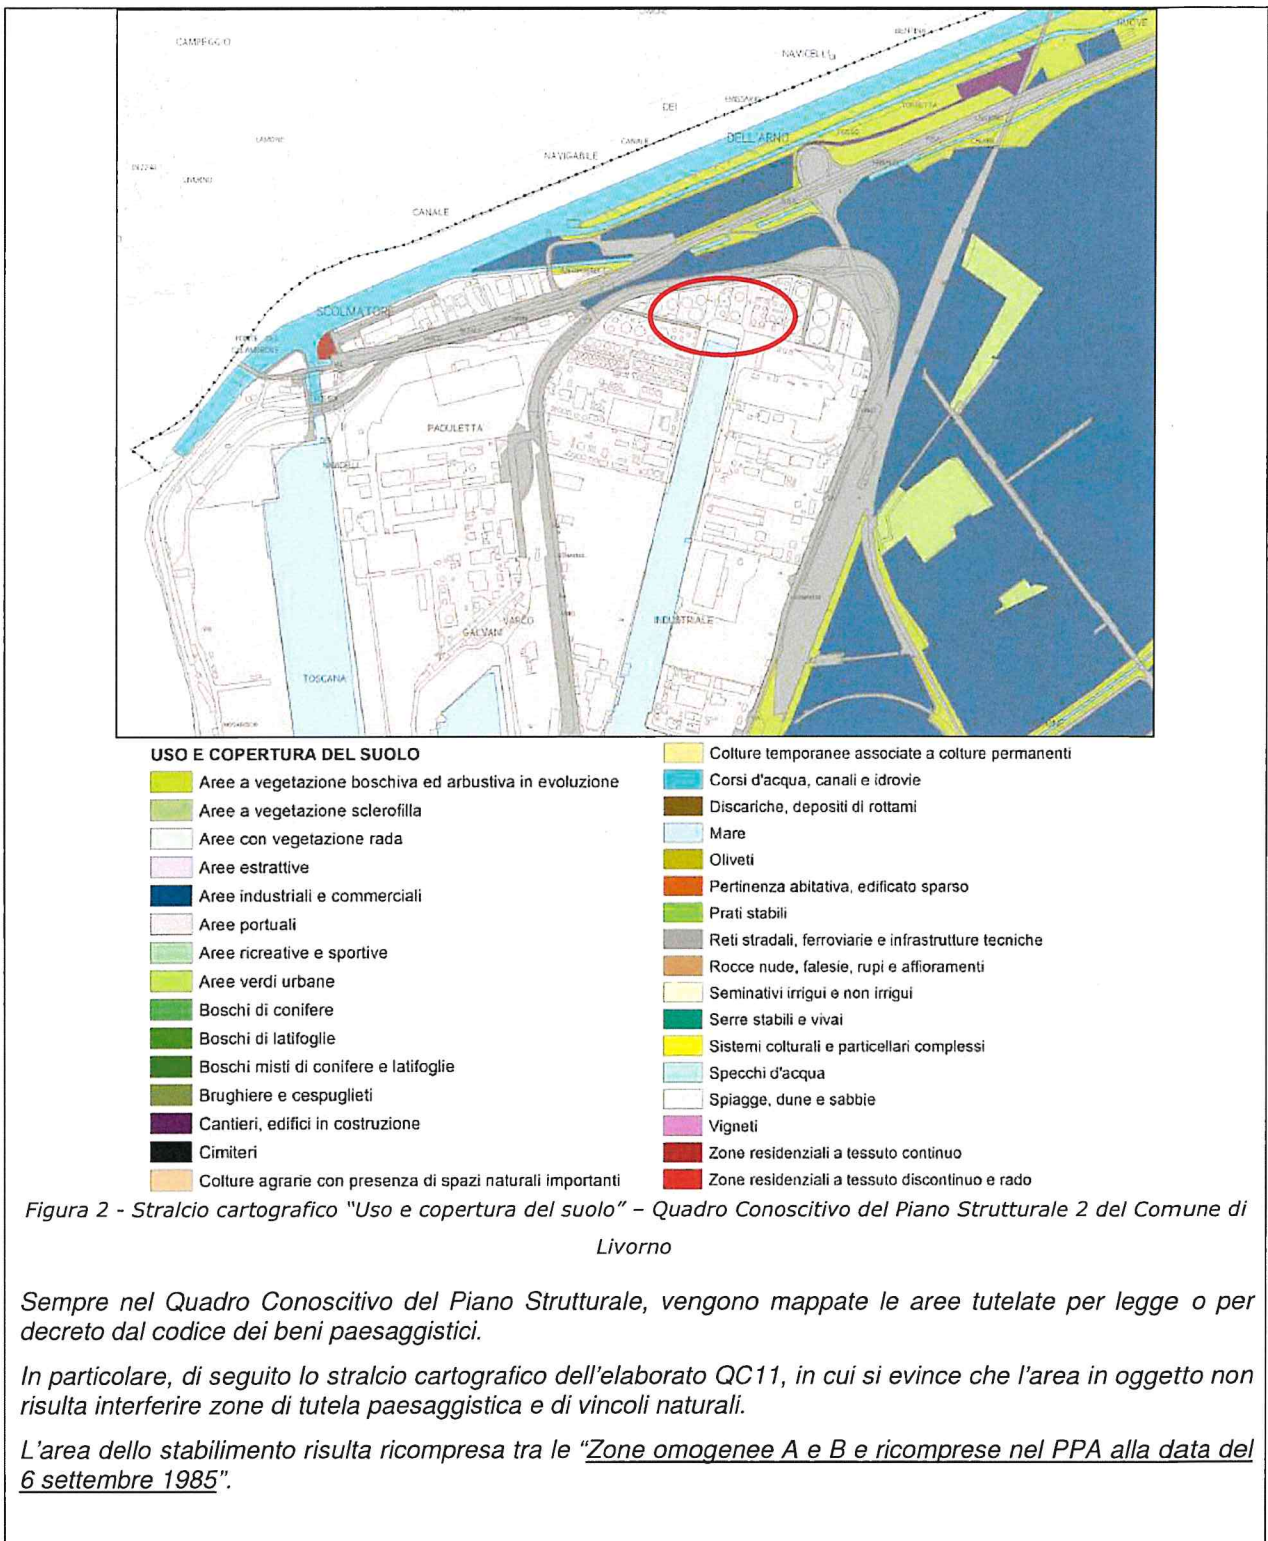 CAMPEGGIO
NAVICELLI
DEI
DELL'ARNO
CANALE
NAVIGABILE
LIVORNO
CANALE
SCOLMATORE
PADULETTA
VARCO
GALVANI
INDUSTRIALE
TOSCANA
USO E COPERTURA DEL SUOLO
Aree a vegetazione boschiva ed arbustiva in evoluzione
Aree a vegetazione sclerofilla
Aree con vegetazione rada
Aree estrattive
Aree industriali e commerciali
Aree portuali
Aree ricreative e sportive
Aree verdi urbane
Boschi di conifere
Boschi di latifoglie
Boschi misti di conifere e latifoglie
Brughiere e cespuglieti
Cantieri, edifici in costruzione
Cimiteri
Colture agrarie con presenza di spazi naturali importanti
Colture temporanee associate a colture permanenti
Corsi d'acqua, canali e idrovie
Discariche, depositi di rottami
Mare
Oliveti
Pertinenza abitativa, edificato sparso
Prati stabili
Reti stradali, ferroviarie e infrastrutture tecniche
Rocce nude, falesie, rupi e affioramenti
Seminativi irrigui e non irrigui
Serre stabili e vivai
Sistemi colturali e particellari complessi
Specchi d'acqua
Spiagge, dune e sabbie
Vigneti
Zone residenziali a tessuto continuo
Zone residenziali a tessuto discontinuo e rado
Figura 2 - Stralcio cartografico "Uso e copertura del suolo" – Quadro Conoscitivo del Piano Strutturale 2 del Comune di
Livorno
Sempre nel Quadro Conoscitivo del Piano Strutturale, vengono mappate le aree tutelate per legge o per
decreto dal codice dei beni paesaggistici.
In particolare, di seguito lo stralcio cartografico dell'elaborato QC11, in cui si evince che l'area in oggetto non
risulta interferire zone di tutela paesaggistica e di vincoli naturali.
L'area dello stabilimento risulta ricompresa tra le "Zone omogenee A e B e ricomprese nel PPA alla data del
6 settembre 1985".